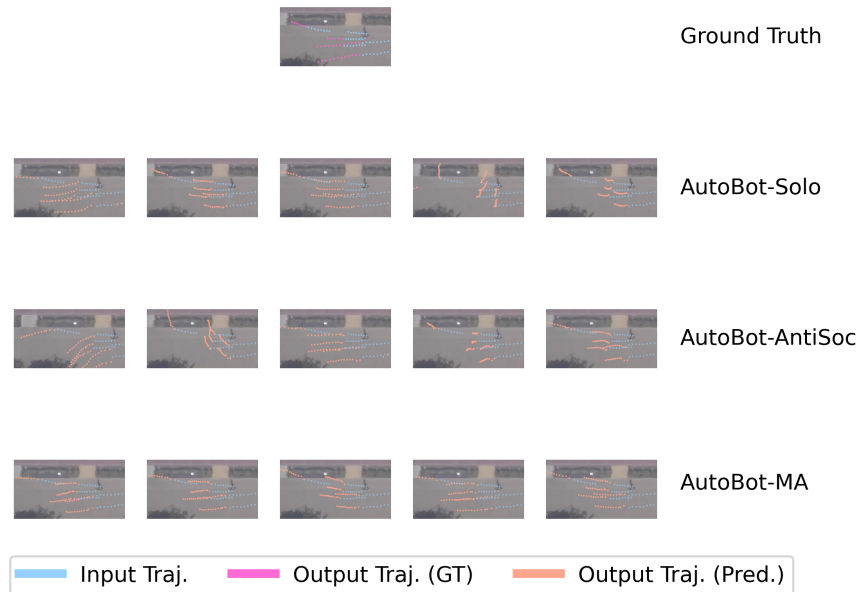 Ground Truth
AutoBot-Solo
AutoBot-AntiSoc
AutoBot-MA
Input Traj. Output Traj. (GT) Output Traj. (Pred.)